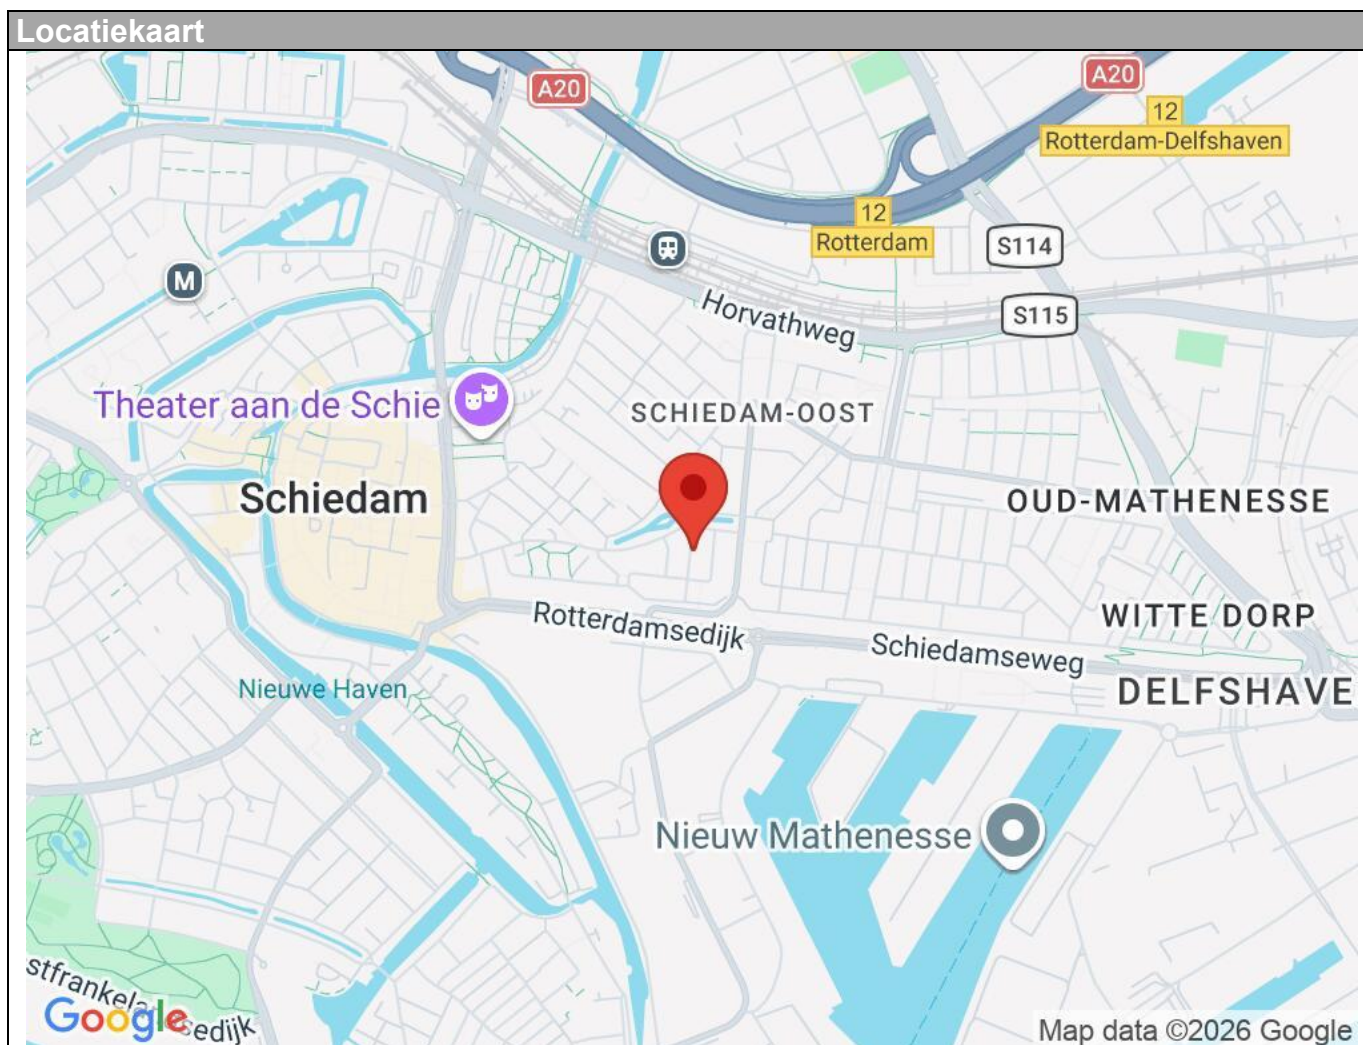 Locatiekaart
A20
A20
12
Rotterdam-Delfshaven
12
Rotterdam
S114
M
Horvathweg
S115
Theater aan de Schie
SCHIEDAM-OOST
Schiedam
OUD-MATHENESSE
Rotterdamsedijk
WITTE DORP
Schiedamseweg
Nieuwe Haven
DELFSHAVE
Nieuw Mathenesse
Google
Map data ©2026 Google